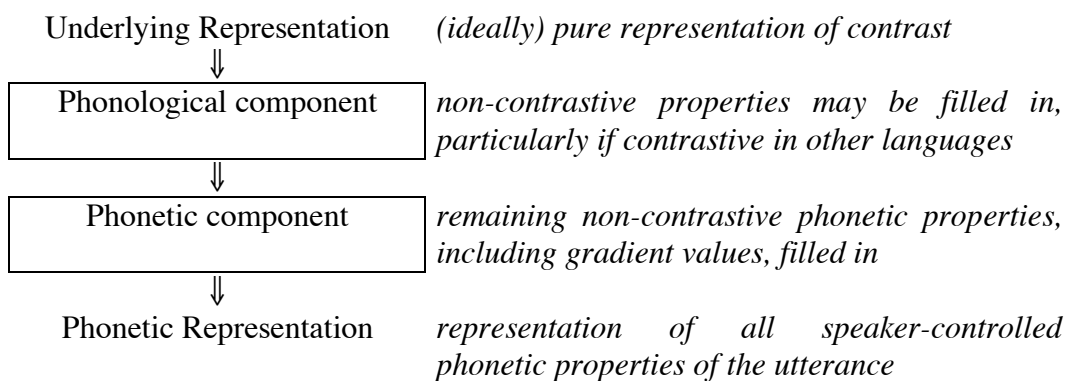 Underlying Representation (ideally) pure representation of contrast
⇓
Phonological component non-contrastive properties may be filled in,
particularly if contrastive in other languages
⇓
Phonetic component remaining non-contrastive phonetic properties,
including gradient values, filled in
⇓
Phonetic Representation representation of all speaker-controlled
phonetic properties of the utterance